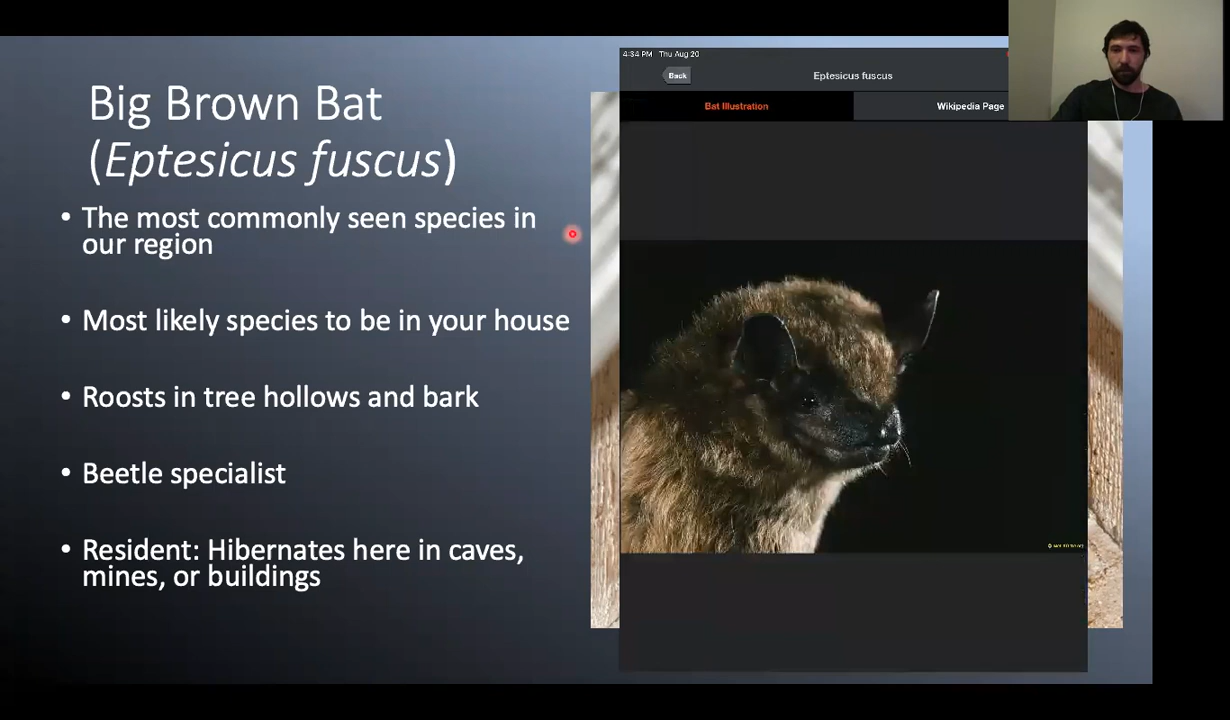 4:34 PM Thu Aug 20
Back
Eptesicus fuscus
Bat Illustration
Wikipedia Page
Big Brown Bat
(Eptesicus fuscus)
• The most commonly seen species in
our region
• Most likely species to be in your house
• Roosts in tree hollows and bark
• Beetle specialist
• Resident: Hibernates here in caves,
mines, or buildings